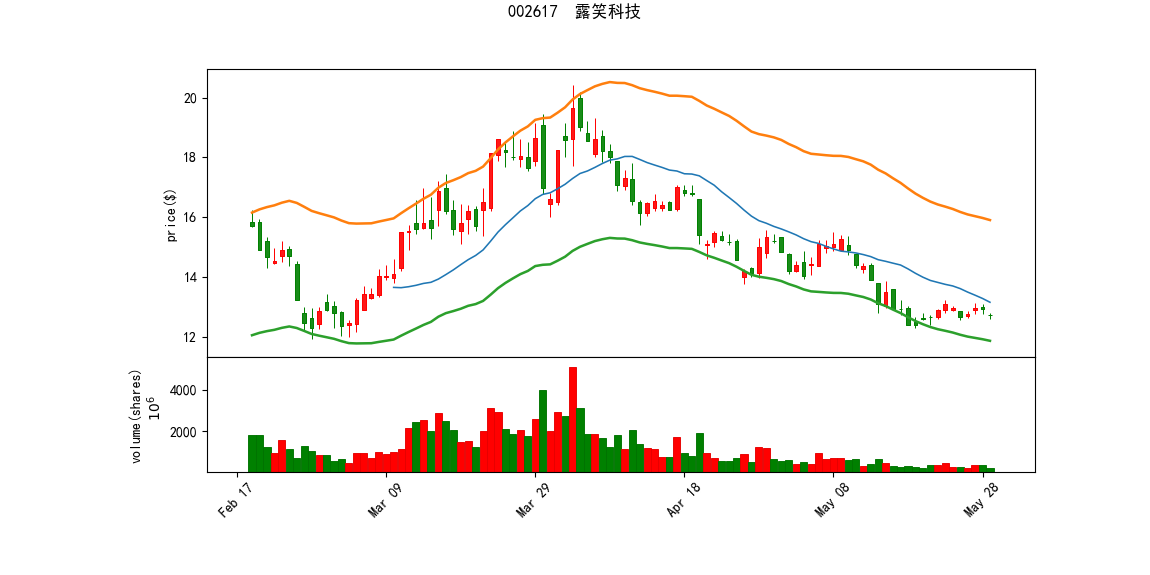 002617  露笑科技
price($)
20
18
16
14
12
volume(shares)
10^6
4000
2000
Feb 17
Mar 09
Mar 29
Apr 18
May 08
May 28